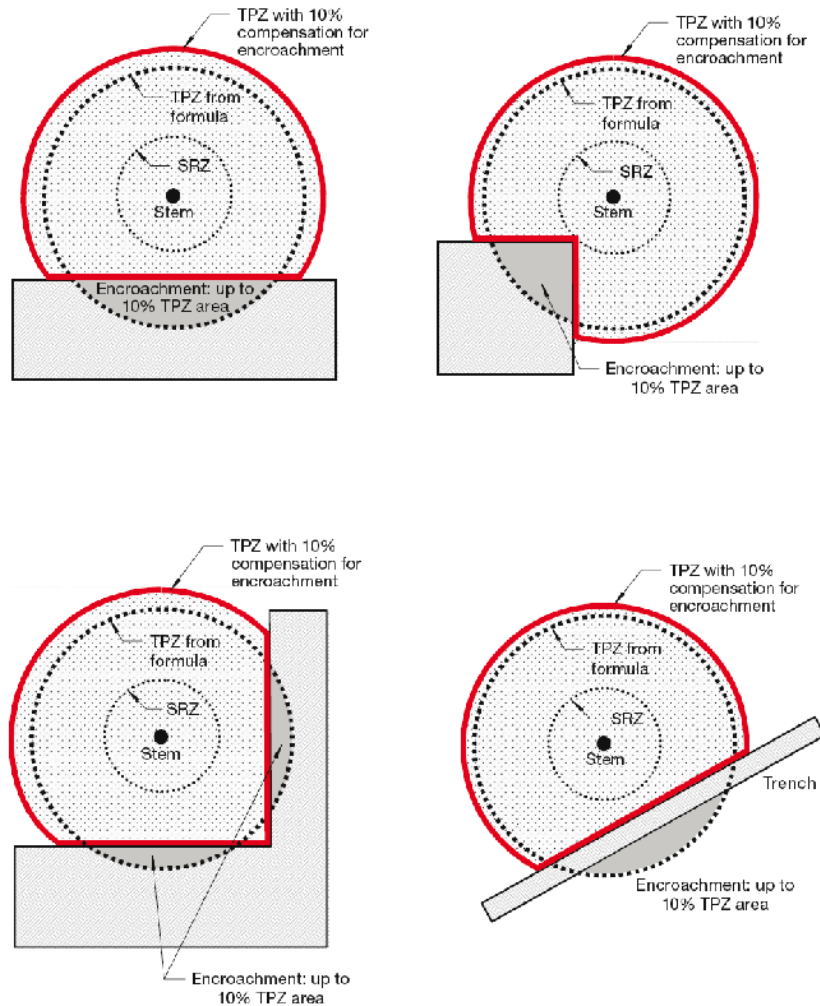 TPZ with 10%
compensation for
encroachment
TPZ from
formula
SRZ
Stem
Encroachment: up to
10% TPZ area
TPZ with 10%
compensation for
encroachment
TPZ from
formula
SRZ
Stem
Encroachment: up to
10% TPZ area
TPZ with 10%
compensation for
encroachment
TPZ from
formula
SRZ
Stem
Encroachment: up to
10% TPZ area
TPZ with 10%
compensation for
encroachment
TPZ from
formula
SRZ
Stem
Trench
Encroachment: up to
10% TPZ area